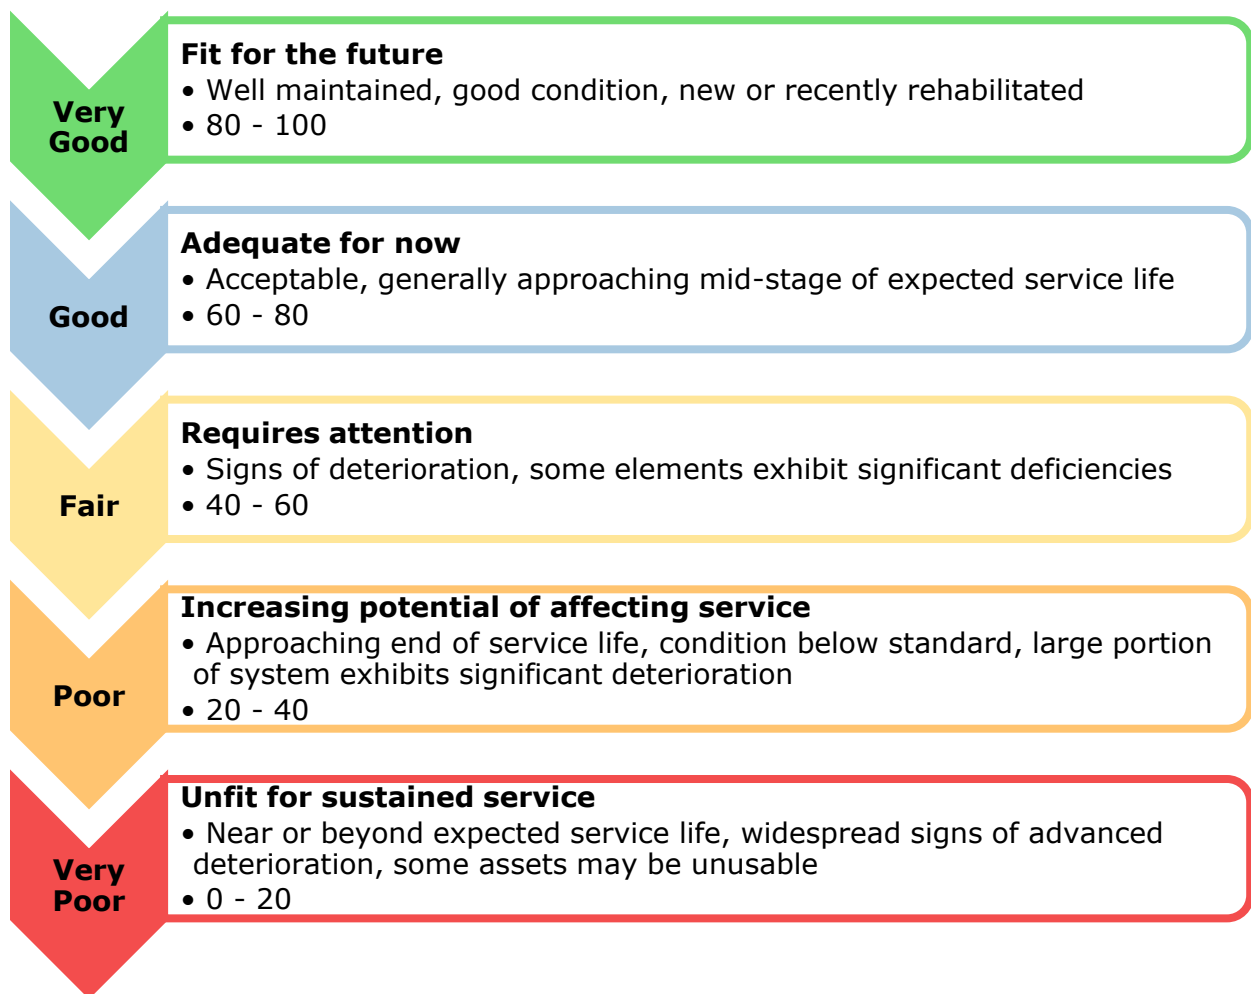 Very
Good
Fit for the future
• Well maintained, good condition, new or recently rehabilitated
• 80 - 100
Good
Adequate for now
• Acceptable, generally approaching mid-stage of expected service life
• 60 - 80
Fair
Requires attention
• Signs of deterioration, some elements exhibit significant deficiencies
• 40 - 60
Poor
Increasing potential of affecting service
• Approaching end of service life, condition below standard, large portion
of system exhibits significant deterioration
• 20 - 40
Very
Poor
Unfit for sustained service
• Near or beyond expected service life, widespread signs of advanced
deterioration, some assets may be unusable
• 0 - 20